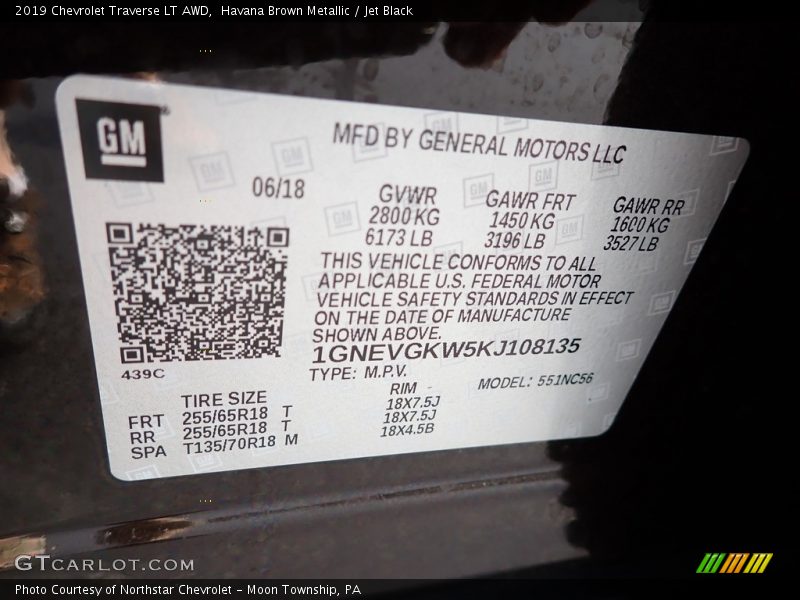 2019 Chevrolet Traverse LT AWD,  Havana Brown Metallic / Jet Black
GM
MFD BY GENERAL MOTORS LLC
06/18
GVWR
2800 KG
6173 LB
GAWR FRT
1450 KG
3196 LB
GAWR RR
1600 KG
3527 LB
THIS VEHICLE CONFORMS TO ALL
APPLICABLE U.S. FEDERAL MOTOR
VEHICLE SAFETY STANDARDS IN EFFECT
ON THE DATE OF MANUFACTURE
SHOWN ABOVE.
1GNEVGKW5KJ108135
TYPE: M.P.V.
MODEL: 551NC56
439C
TIRE SIZE
RIM
FRT 255/65R18 T 18X7.5J
RR 255/65R18 T 18X7.5J
SPA T135/70R18 M 18X4.5B
GTCARLOT.COM
Photo Courtesy of Northstar Chevrolet - Moon Township, PA